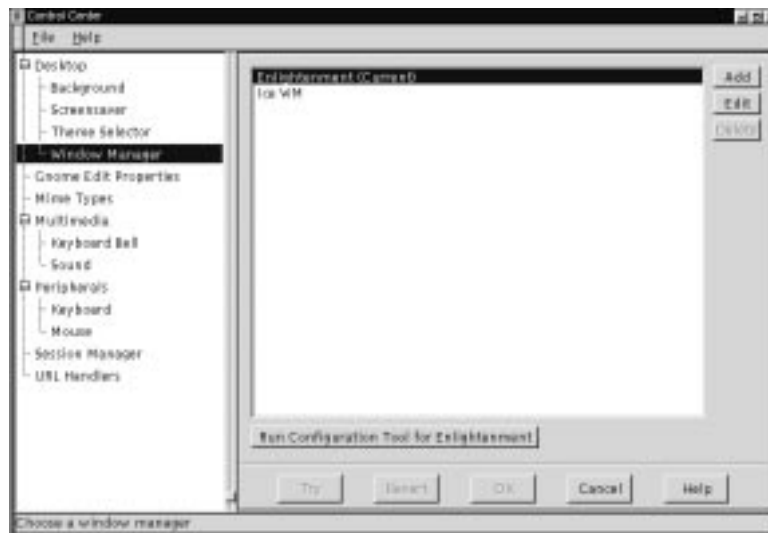 Control Center
File Help
Desktop
Background
Screensaver
Theme Selector
Window Manager
Gnome Edit Properties
Mime Types
Multimedia
Keyboard Bell
Sound
Peripherals
Keyboard
Mouse
Session Manager
URL Handlers
Enlightenment (Current)
Ice WM
Add
Edit
Delete
Run Configuration Tool for Enlightenment
Try Revert OK Cancel Help
Choose a window manager